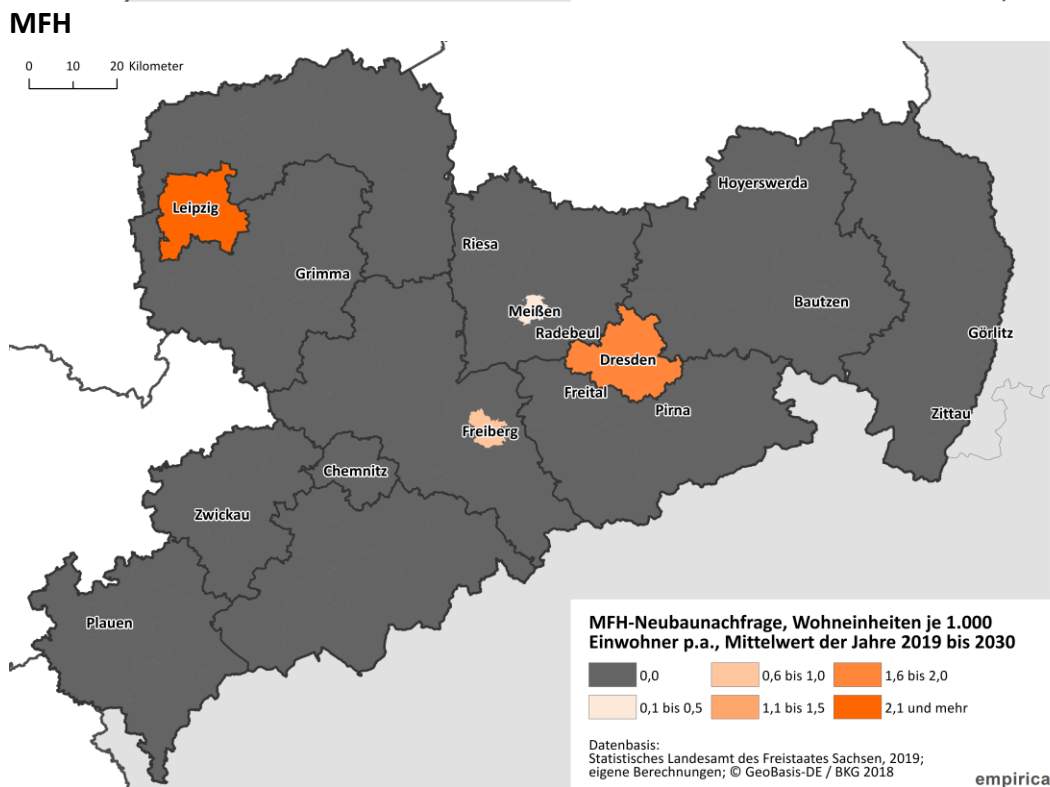 MFH
0 10 20 Kilometer
Hoyerswerda
Leipzig
Riesa
Grimma
Meißen
Bautzen
Radebeul
Görlitz
Dresden
Freital
Pirna
Zittau
Freiberg
Chemnitz
Zwickau
Plauen
MFH-Neubaunachfrage, Wohneinheiten je 1.000
Einwohner p.a., Mittelwert der Jahre 2019 bis 2030
0,0 0,6 bis 1,0 1,6 bis 2,0
0,1 bis 0,5 1,1 bis 1,5 2,1 und mehr
Datenbasis:
Statistisches Landesamt des Freistaates Sachsen, 2019;
eigene Berechnungen; © GeoBasis-DE / BKG 2018
empirica